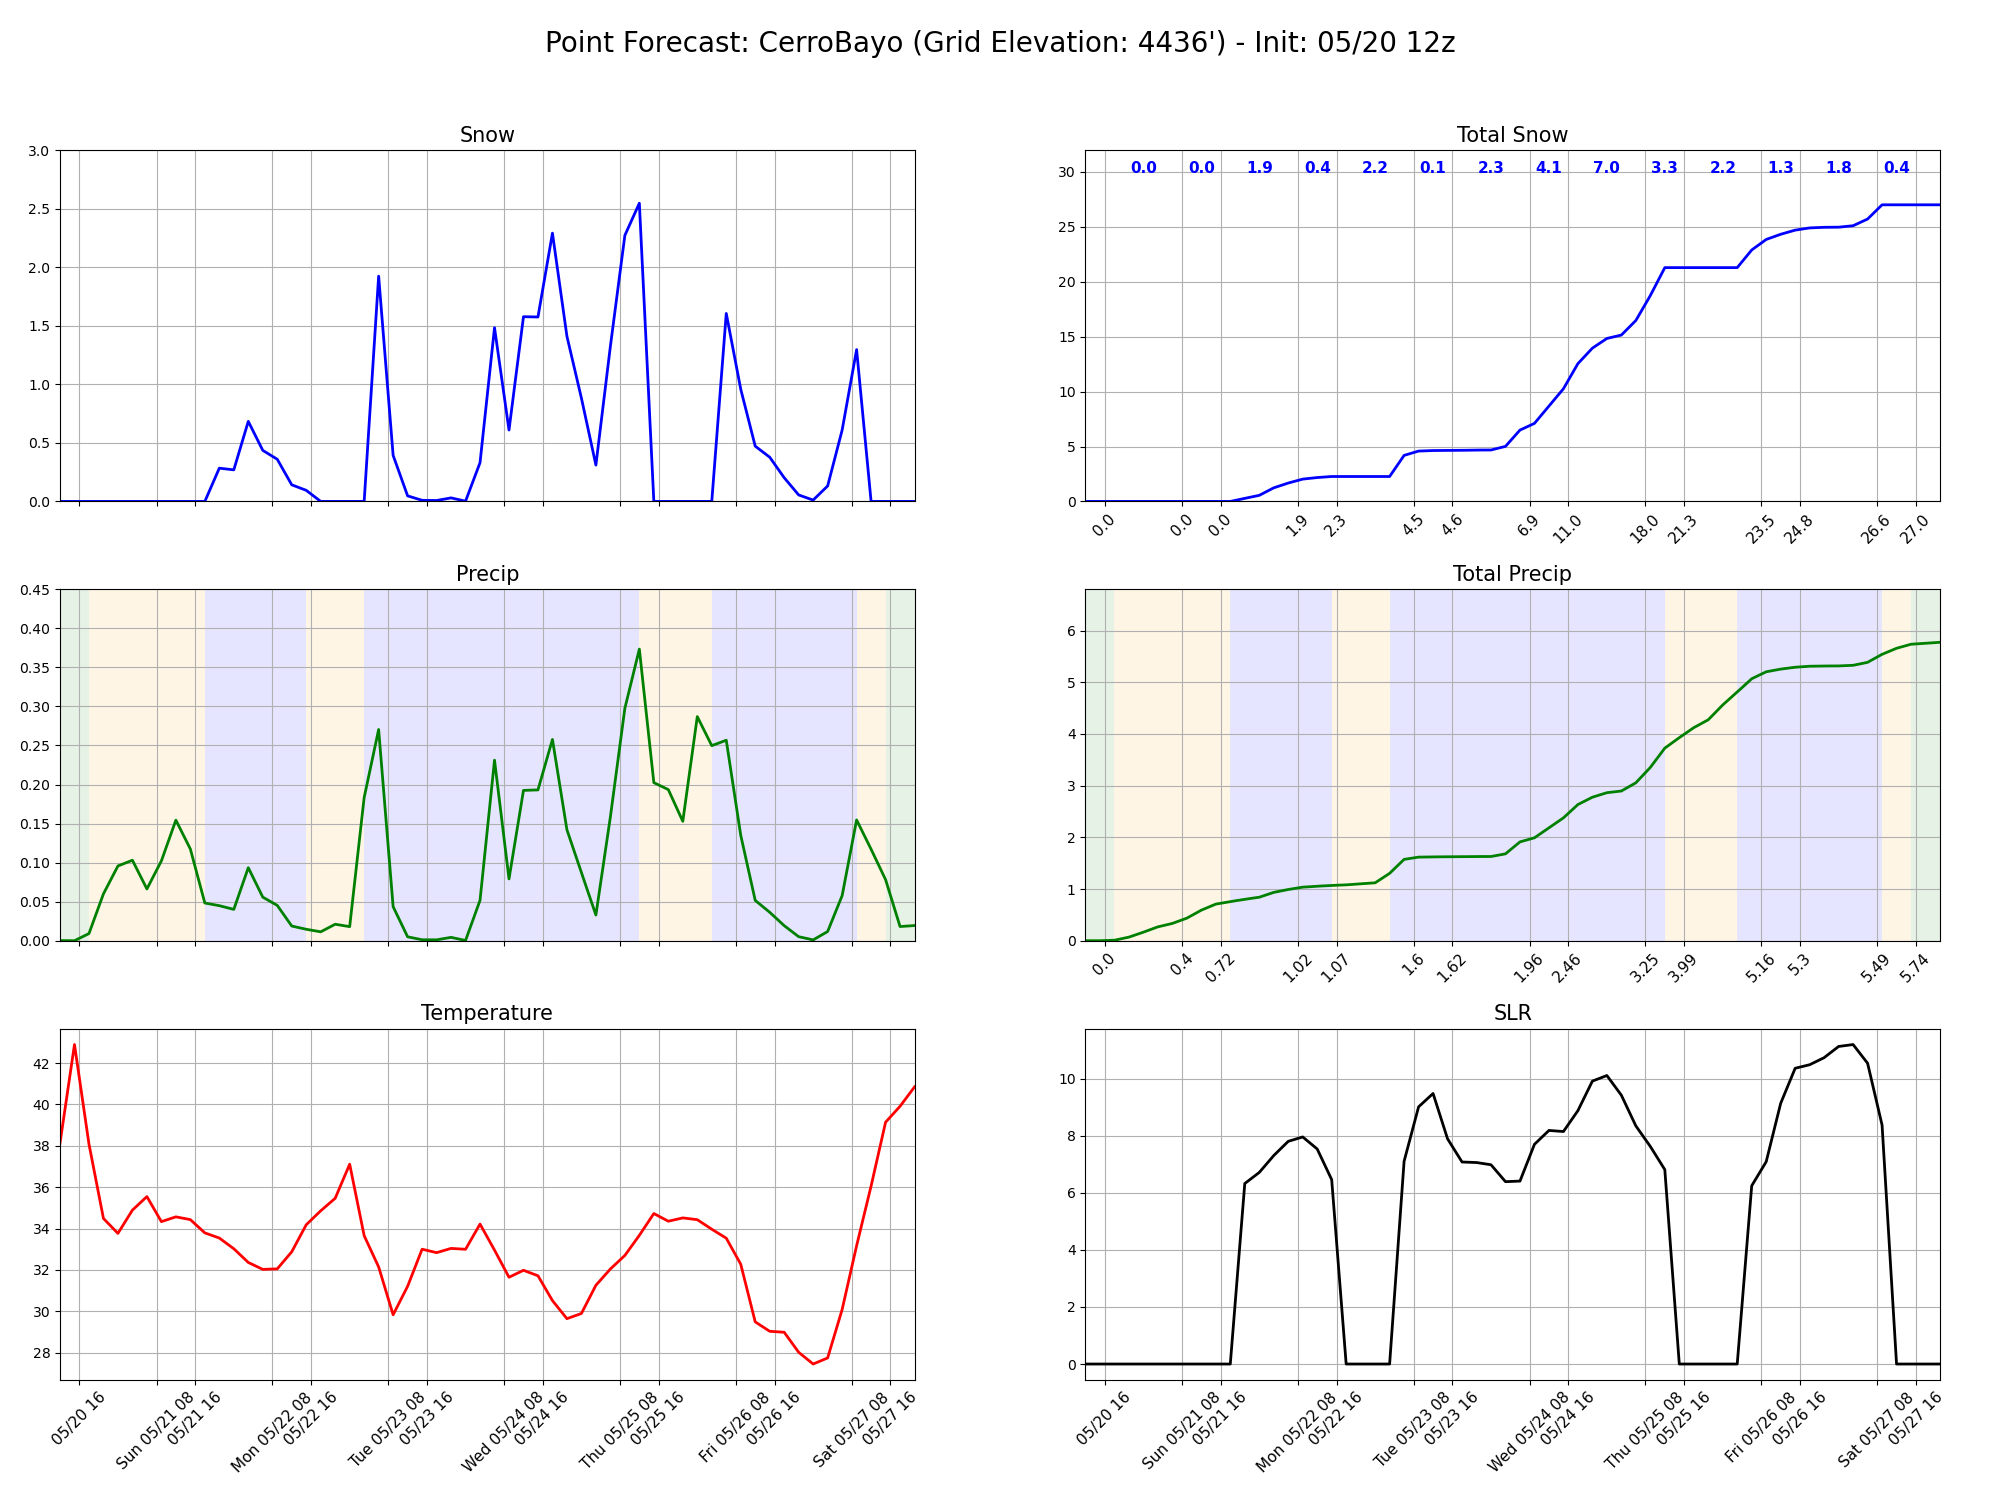 Point Forecast: CerroBayo (Grid Elevation: 4436') - Init: 05/20 12z
Snow
3.0
2.5
2.0
1.5
1.0
0.5
0.0
Total Snow
0.0 0.0 1.9 0.4 2.2 0.1 2.3 4.1 7.0 3.3 2.2 1.3 1.8 0.4
30
25
20
15
10
5
0
0.0 0.0 0.0 1.9 2.3 4.5 4.6 6.9 11.0 18.0 21.3 23.5 24.8 26.6 27.0
Precip
0.45
0.40
0.35
0.30
0.25
0.20
0.15
0.10
0.05
0.00
Total Precip
6
5
4
3
2
1
0
0.0 0.4 0.72 1.02 1.07 1.6 1.62 1.96 2.46 3.25 3.99 5.16 5.3 5.49 5.74
Temperature
42
40
38
36
34
32
30
28
05/20 16
Sun 05/21 08
05/21 16
Mon 05/22 08
05/22 16
Tue 05/23 08
05/23 16
Wed 05/24 08
05/24 16
Thu 05/25 08
05/25 16
Fri 05/26 08
05/26 16
Sat 05/27 08
05/27 16
SLR
10
8
6
4
2
0
05/20 16
Sun 05/21 08
05/21 16
Mon 05/22 08
05/22 16
Tue 05/23 08
05/23 16
Wed 05/24 08
05/24 16
Thu 05/25 08
05/25 16
Fri 05/26 08
05/26 16
Sat 05/27 08
05/27 16